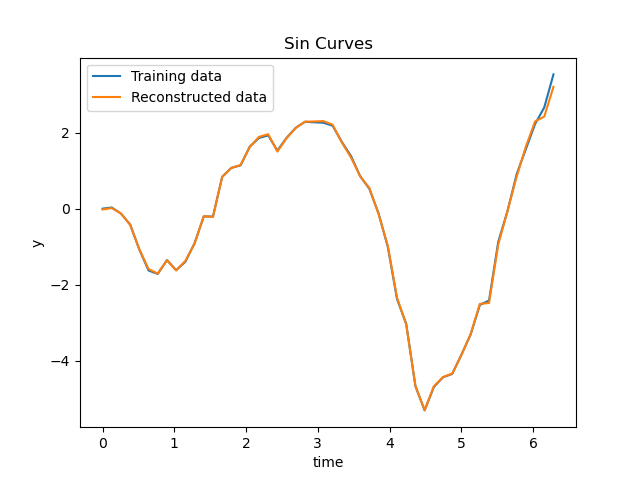 Sin Curves
Training data
Reconstructed data
2
0
−2
−4
y
0 1 2 3 4 5 6
time